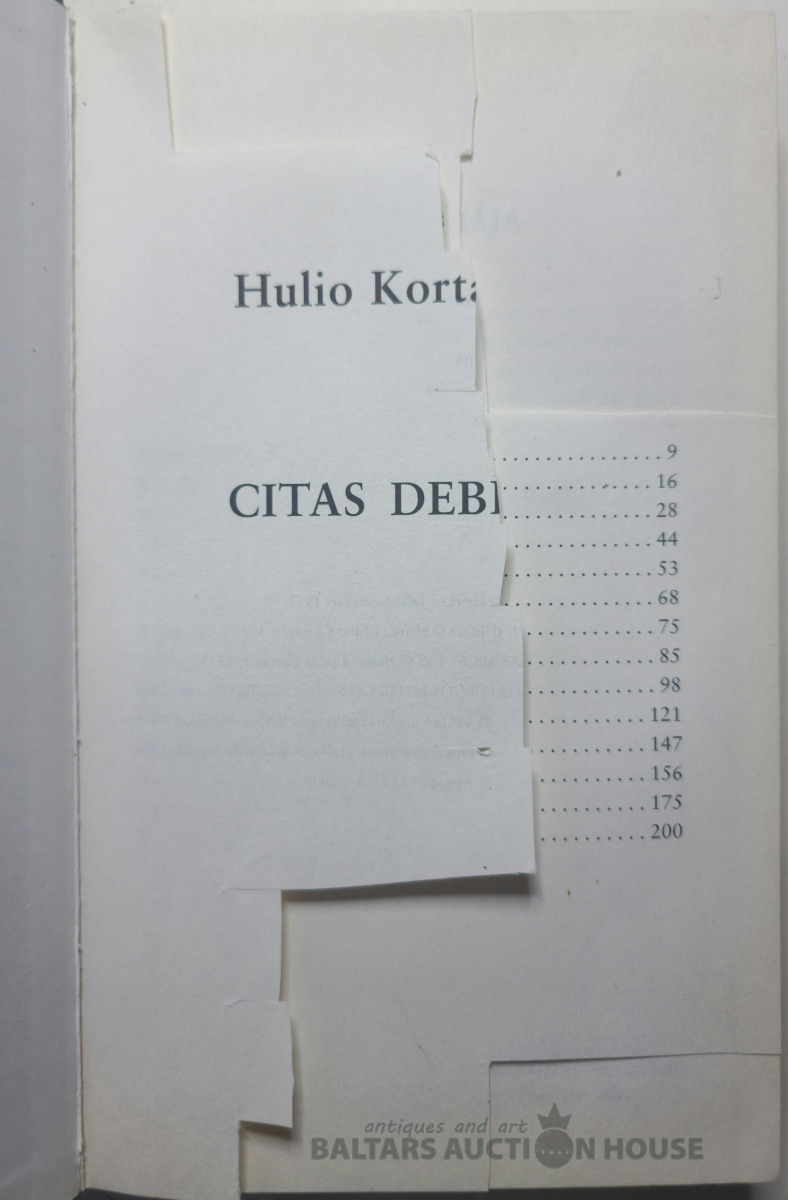 Hulio Korta
CITAS DEBE
. . . . . . . . . . . . . . . 9
. . . . . . . . . . . . . . 16
. . . . . . . . . . . . . . 28
. . . . . . . . . . . . . . 44
. . . . . . . . . . . . . . 53
. . . . . . . . . . . . . . 68
. . . . . . . . . . . . 75
. . . . . . . . . . . . 85
. . . . . . . . . . . . 98
. . . . . . . . . . . 121
. . . . . . . . . . . 147
. . . . . . . . . . 156
. . . . . . . . . . 175
. . . . . . . . . . 200
antiques and art
BALTARS AUCTION HOUSE